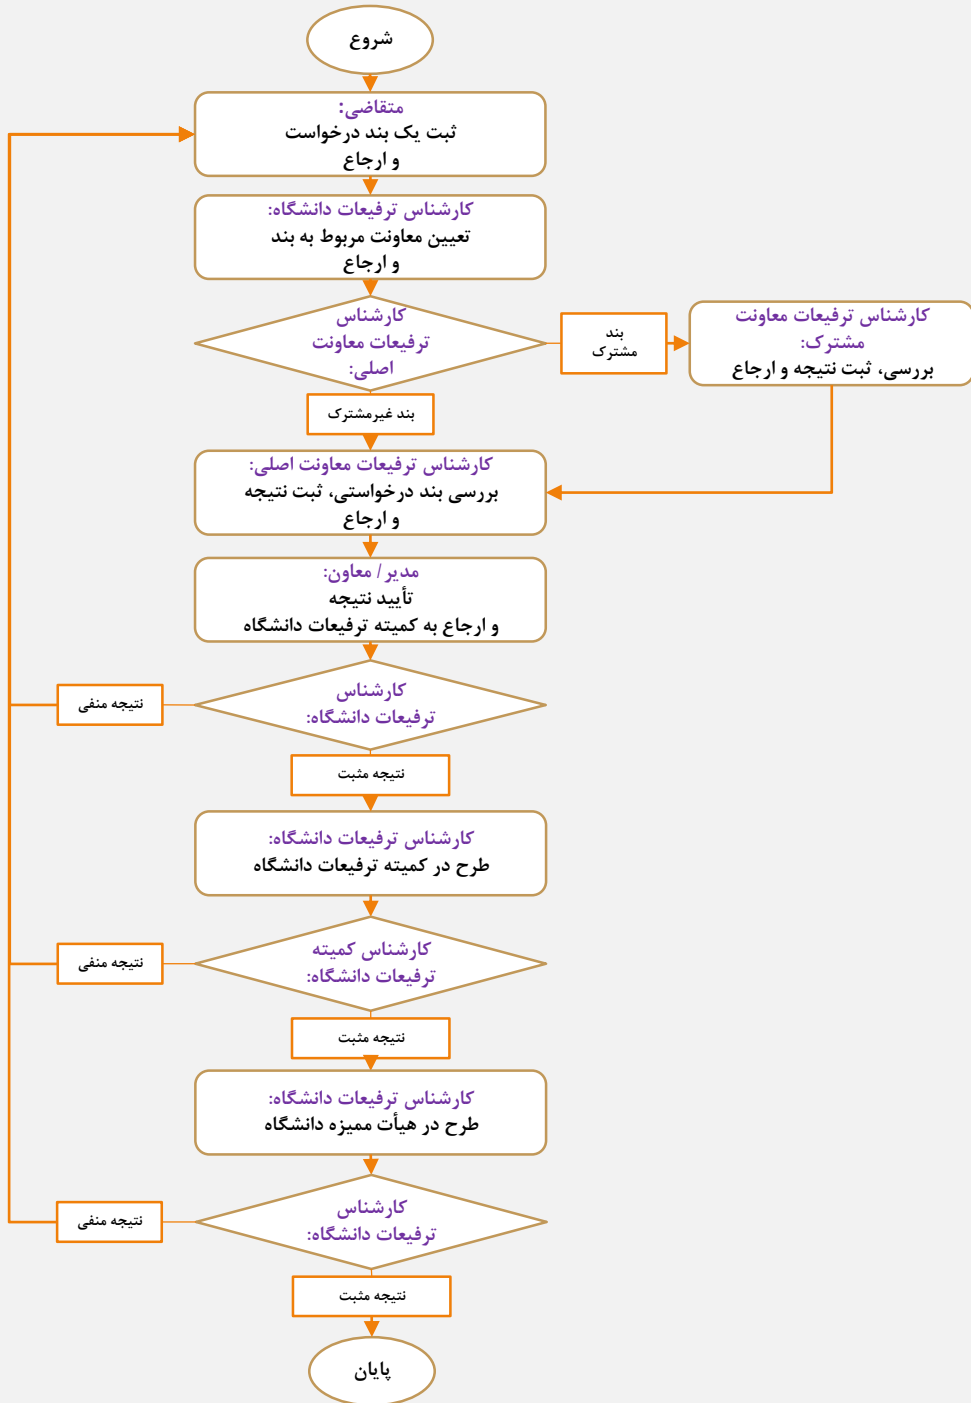 شروع
متقاضی:
ثبت یک بند درخواست
و ارجاع
کارشناس ترفیعات دانشگاه:
تعیین معاونت مربوط به بند
و ارجاع
کارشناس
ترفیعات معاونت
اصلی:
بند
مشترک
کارشناس ترفیعات معاونت
مشترک:
بررسی، ثبت نتیجه و ارجاع
بند غیرمشترک
کارشناس ترفیعات معاونت اصلی:
بررسی بند درخواستی، ثبت نتیجه
و ارجاع
مدیر/ معاون:
تأیید نتیجه
و ارجاع به کمیته ترفیعات دانشگاه
کارشناس
ترفیعات دانشگاه:
نتیجه منفی
نتیجه مثبت
کارشناس ترفیعات دانشگاه:
طرح در کمیته ترفیعات دانشگاه
کارشناس کمیته
ترفیعات دانشگاه:
نتیجه منفی
نتیجه مثبت
کارشناس ترفیعات دانشگاه:
طرح در هیأت ممیزه دانشگاه
کارشناس
ترفیعات دانشگاه:
نتیجه منفی
نتیجه مثبت
پایان